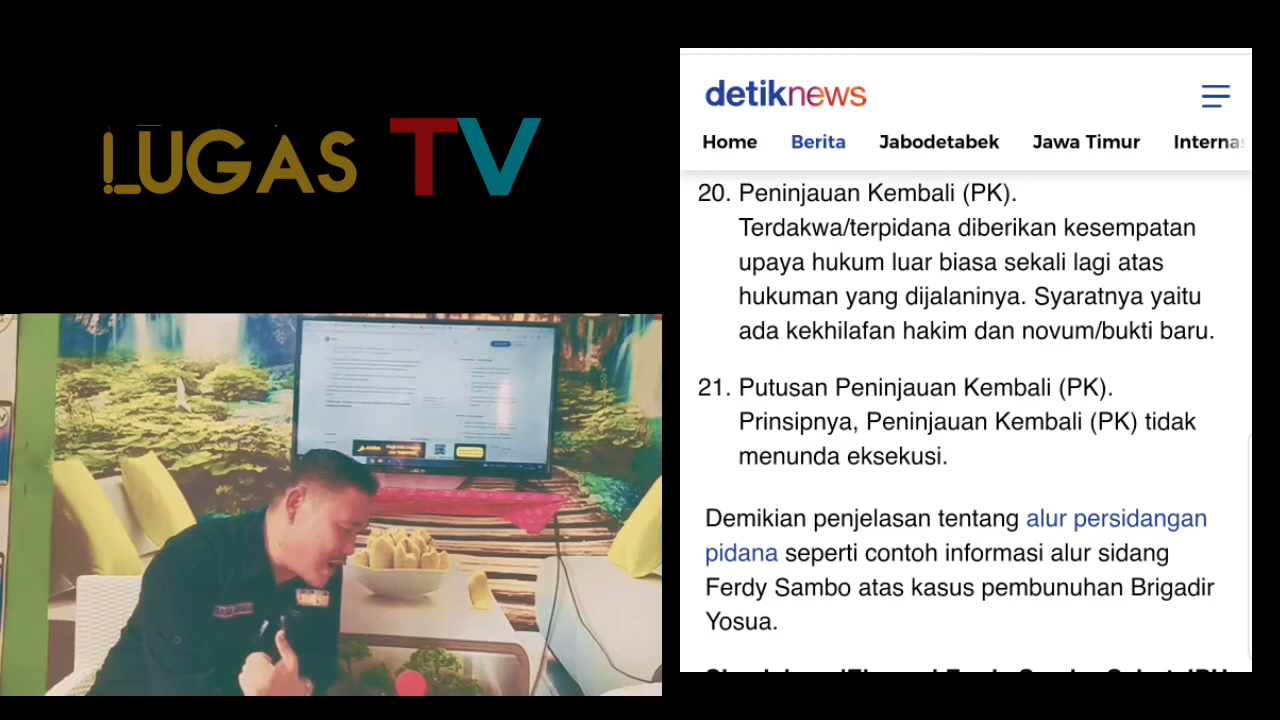 LUGAS TV
detiknews
Home Berita Jabodetabek Jawa Timur Internas
20. Peninjauan Kembali (PK).
Terdakwa/terpidana diberikan kesempatan
upaya hukum luar biasa sekali lagi atas
hukuman yang dijalaninya. Syaratnya yaitu
ada kekhilafan hakim dan novum/bukti baru.
21. Putusan Peninjauan Kembali (PK).
Prinsipnya, Peninjauan Kembali (PK) tidak
menunda eksekusi.
Demikian penjelasan tentang alur persidangan
pidana seperti contoh informasi alur sidang
Ferdy Sambo atas kasus pembunuhan Brigadir
Yosua.